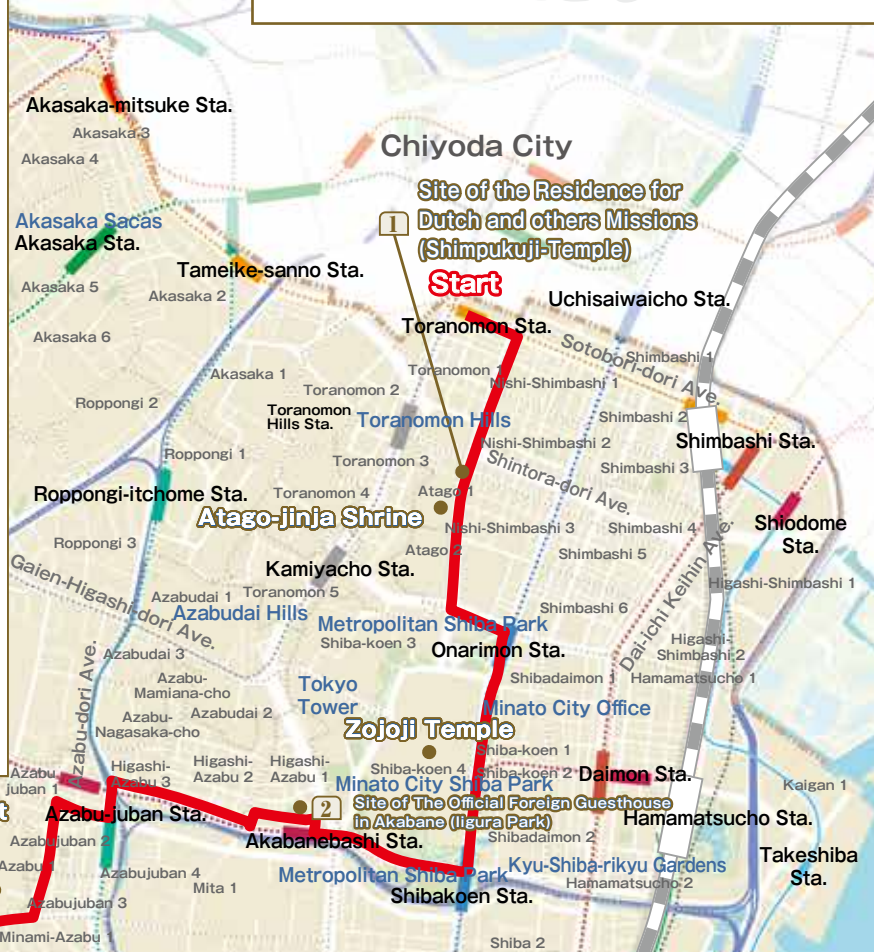 Akasaka-mitsuke Sta.
Akasaka 3
Akasaka 4
Chiyoda City
Site of the Residence for
Dutch and others Missions
(Shimpukuji-Temple)
1
Akasaka Sacas
Akasaka Sta.
Tameike-sanno Sta.
Start
Akasaka 5
Akasaka 2
Uchisaiwaicho Sta.
Toranomon Sta.
Akasaka 6
Sotobori-dori Ave.
Shimbashi 1
Akasaka 1
Toranomon 1
Nishi-Shimbashi 1
Toranomon 2
Roppongi 2
Toranomon
Hills Sta.
Toranomon Hills
Shimbashi 2
Shimbashi Sta.
Nishi-Shimbashi 2
Roppongi 1
Toranomon 3
Shintora-dori Ave.
Shimbashi 3
Roppongi-itchome Sta.
Toranomon 4
Atago 1
Atago-jinja Shrine
Nishi-Shimbashi 3
Shimbashi 4
Shiodome
Sta.
Roppongi 3
Atago 2
Shimbashi 5
Gaien-Higashi-dori Ave.
Kamiyacho Sta.
Dai-ichi Keihin Ave.
Higashi-Shimbashi 1
Azabudai 1
Toranomon 5
Azabudai Hills
Metropolitan Shiba Park
Shimbashi 6
Shiba-koen 3
Onarimon Sta.
Higashi-
Shimbashi 2
Azabu-dori Ave.
Azabudai 3
Azabu-
Mamiana-cho
Tokyo
Tower
Shibadaimon 1
Hamamatsucho 1
Azabudai 2
Azabu-
Nagasaka-cho
Minato City Office
Zojoji Temple
Shiba-koen 1
Azabu
juban 1
Higashi-
Azabu 3
Higashi-
Azabu 2
Higashi-
Azabu 1
Shiba-koen 4
Shiba-koen 2
Daimon Sta.
Minato City Shiba Park
Kaigan 1
2
Site of The Official Foreign Guesthouse
in Akabane (Iigura Park)
t
Azabu-juban Sta.
Hamamatsucho Sta.
Azabujuban 2
Akabanebashi Sta.
Shibadaimon 2
Azabu 1
Azabujuban 4
Mita 1
Metropolitan Shiba Park
Kyu-Shiba-rikyu Gardens
Hamamatsucho 2
Takeshiba
Sta.
Azabujuban 3
Shibakoen Sta.
Minami-Azabu 1
Shiba 2